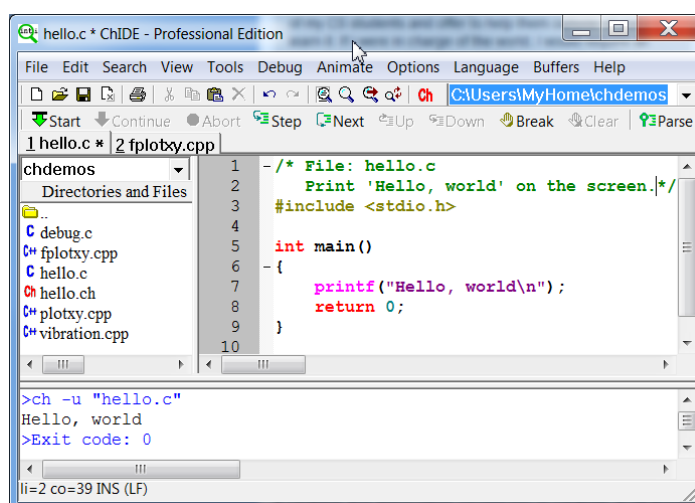 hello.c * ChIDE - Professional Edition
File Edit Search View Tools Debug Animate Options Language Buffers Help
Ch C:\Users\MyHome\chdemos
Start Continue Abort Step Next Up Down Break Clear Parse
1 hello.c * 2 fplotxy.cpp
chdemos
Directories and Files
..
C debug.c
C++ fplotxy.cpp
C hello.c
Ch hello.ch
C++ plotxy.cpp
C++ vibration.cpp
1 /* File: hello.c
2 Print 'Hello, world' on the screen.*/
3 #include <stdio.h>
4
5 int main()
6 {
7 printf("Hello, world\n");
8 return 0;
9 }
10
>ch -u "hello.c"
Hello, world
>Exit code: 0
li=2 co=39 INS (LF)